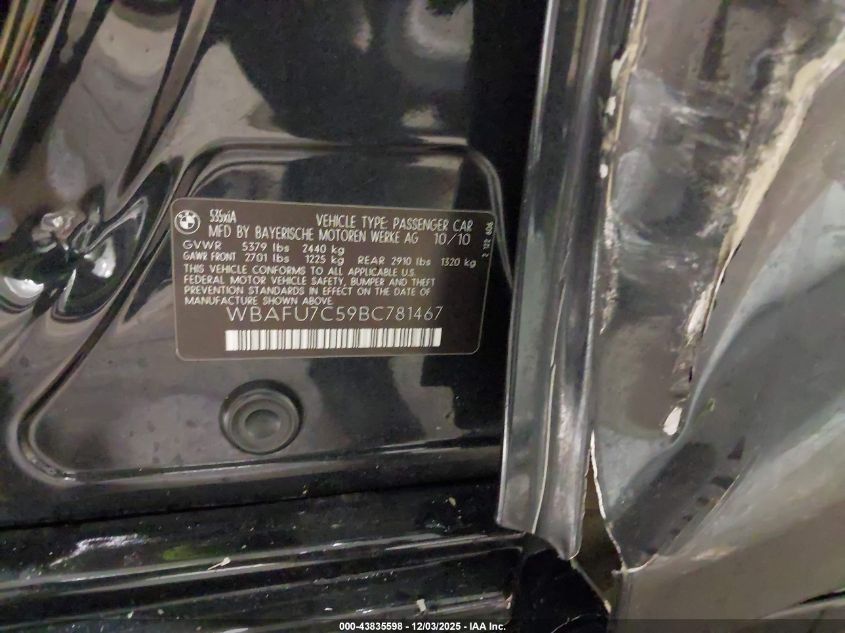 BMW
535xiA VEHICLE TYPE: PASSENGER CAR
MFD BY BAYERISCHE MOTOREN WERKE AG 10/10
GVWR 5379 lbs 2440 kg
GAWR FRONT 2701 lbs 1225 kg REAR 2910 lbs 1320 kg
THIS VEHICLE CONFORMS TO ALL APPLICABLE U.S.
FEDERAL MOTOR VEHICLE SAFETY, BUMPER AND THEFT
PREVENTION STANDARDS IN EFFECT ON THE DATE OF
MANUFACTURE SHOWN ABOVE.
WBAFU7C59BC781467
000-43835598 - 12/03/2025 - IAA Inc.